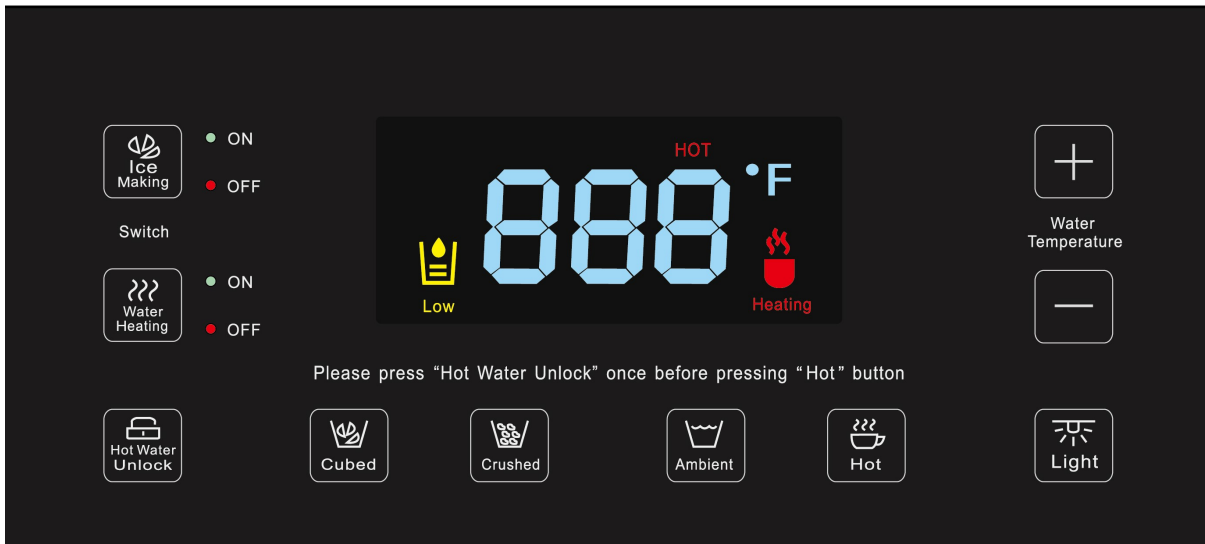 Ice
Making
ON
OFF
Switch
Water
Heating
ON
OFF
HOT
888
°F
Low
Heating
Water
Temperature
Please press “Hot Water Unlock” once before pressing “Hot” button
Hot Water
Unlock
Cubed
Crushed
Ambient
Hot
Light